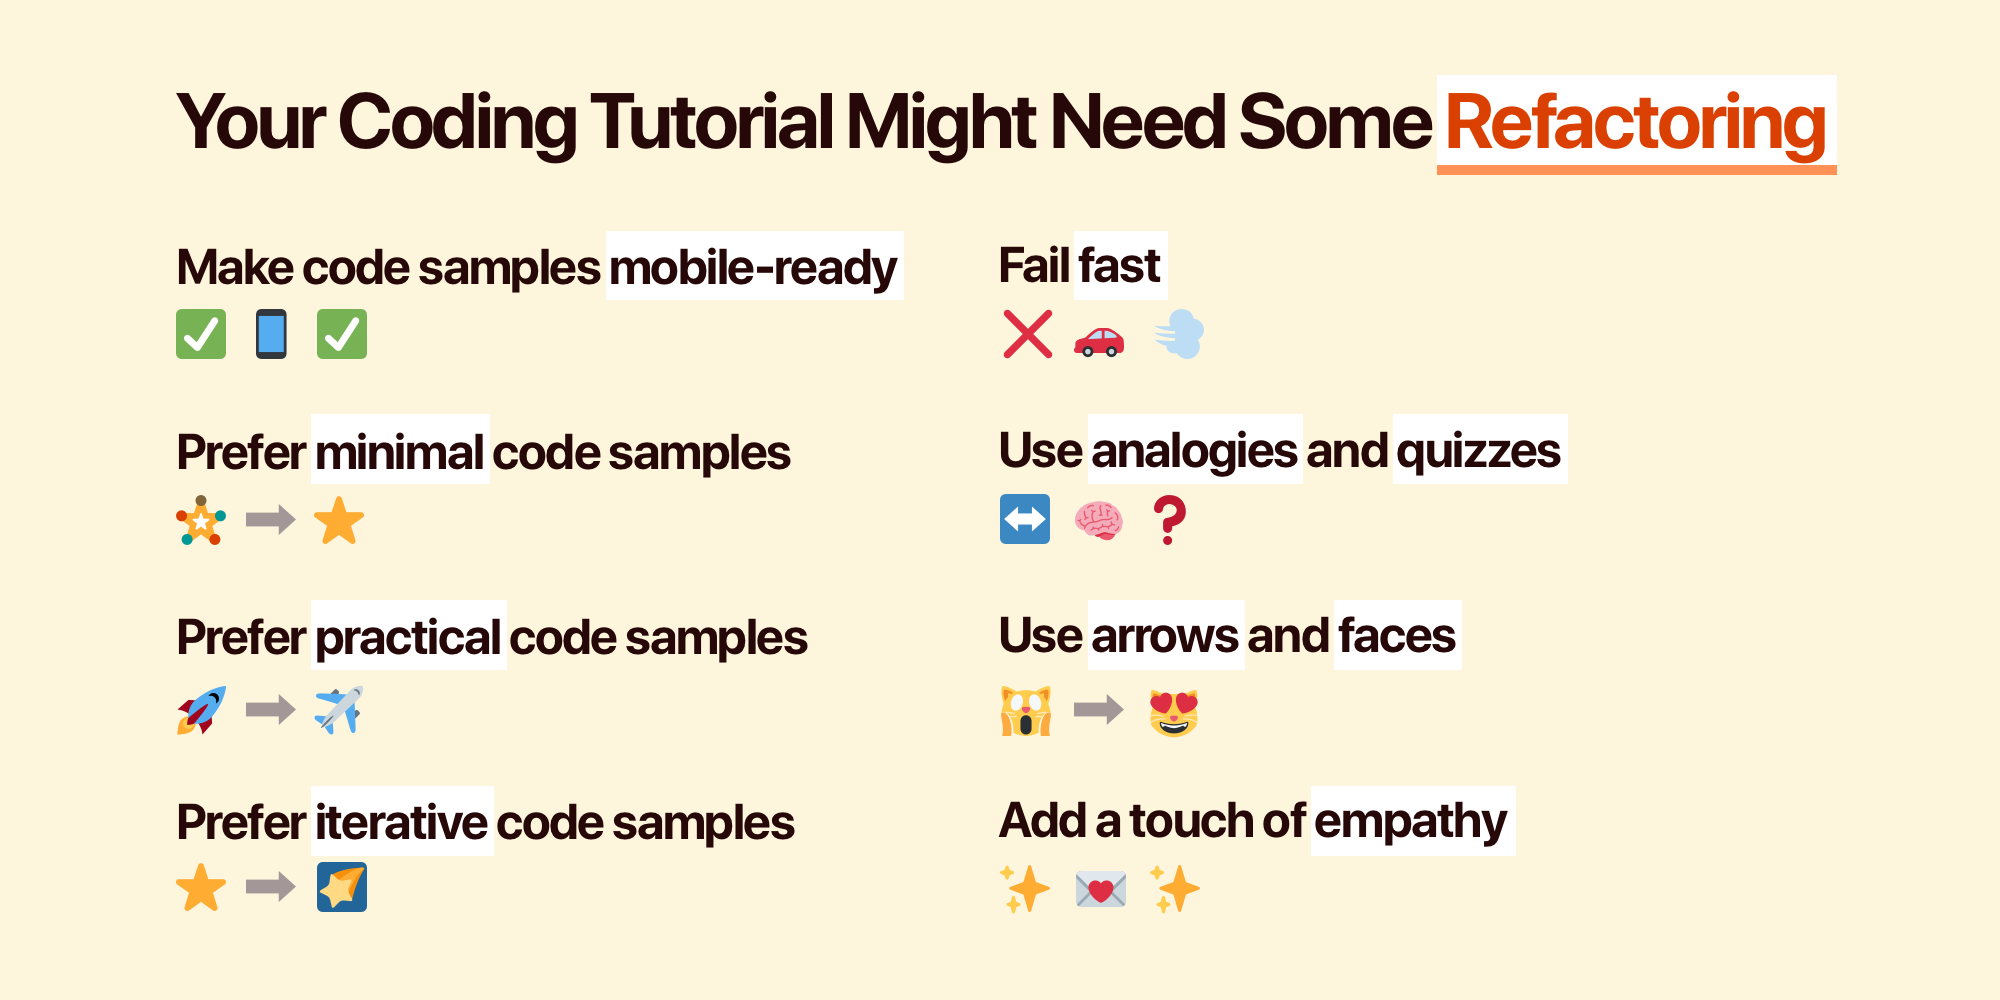 Your Coding Tutorial Might Need Some Refactoring
Make code samples mobile-ready
Prefer minimal code samples
Prefer practical code samples
Prefer iterative code samples
Fail fast
Use analogies and quizzes
Use arrows and faces
Add a touch of empathy